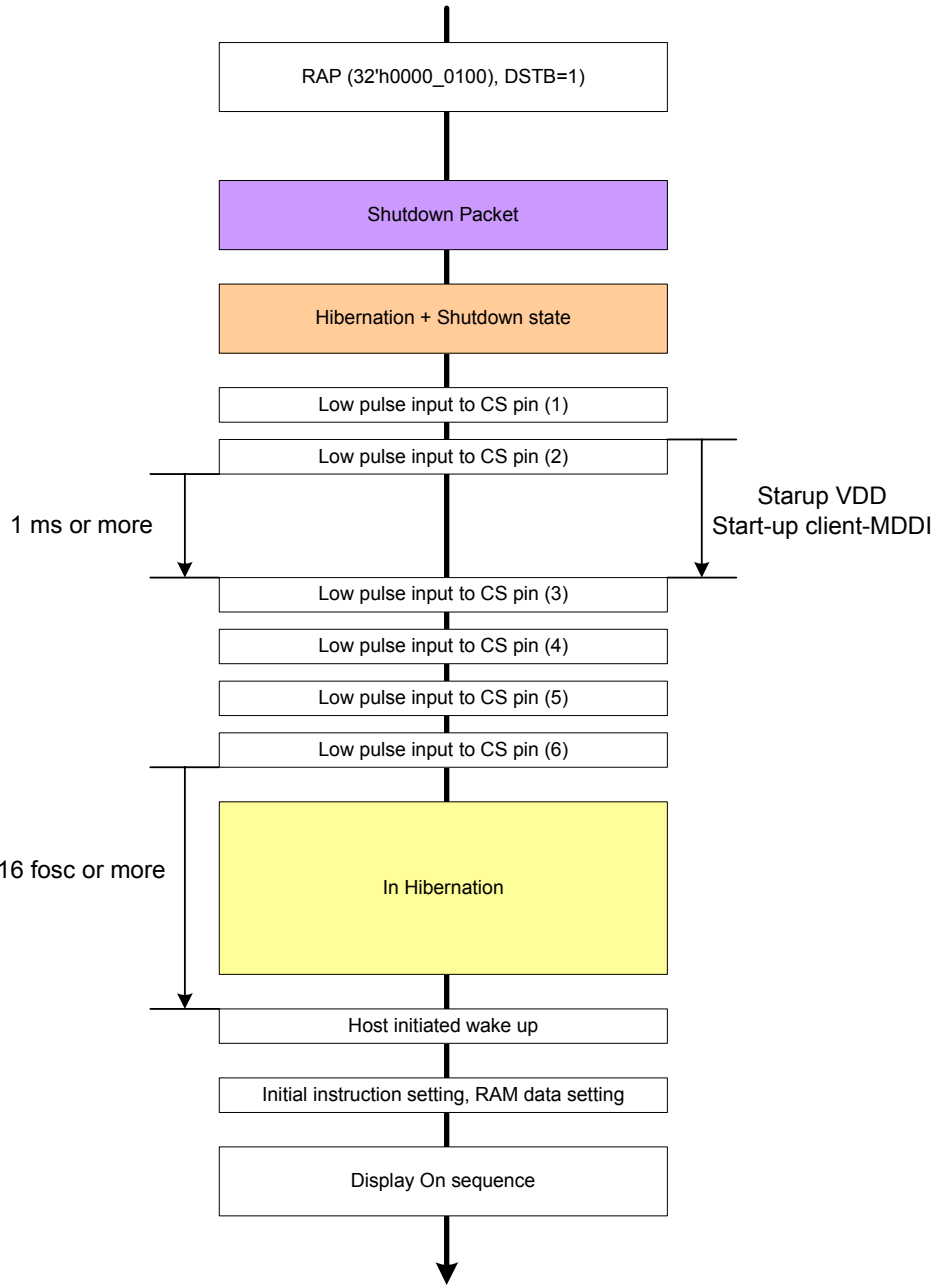 RAP (32'h0000_0100), DSTB=1)
Shutdown Packet
Hibernation + Shutdown state
Low pulse input to CS pin (1)
Low pulse input to CS pin (2)
1 ms or more
Starup VDD
Start-up client-MDDI
Low pulse input to CS pin (3)
Low pulse input to CS pin (4)
Low pulse input to CS pin (5)
Low pulse input to CS pin (6)
16 fosc or more
In Hibernation
Host initiated wake up
Initial instruction setting, RAM data setting
Display On sequence